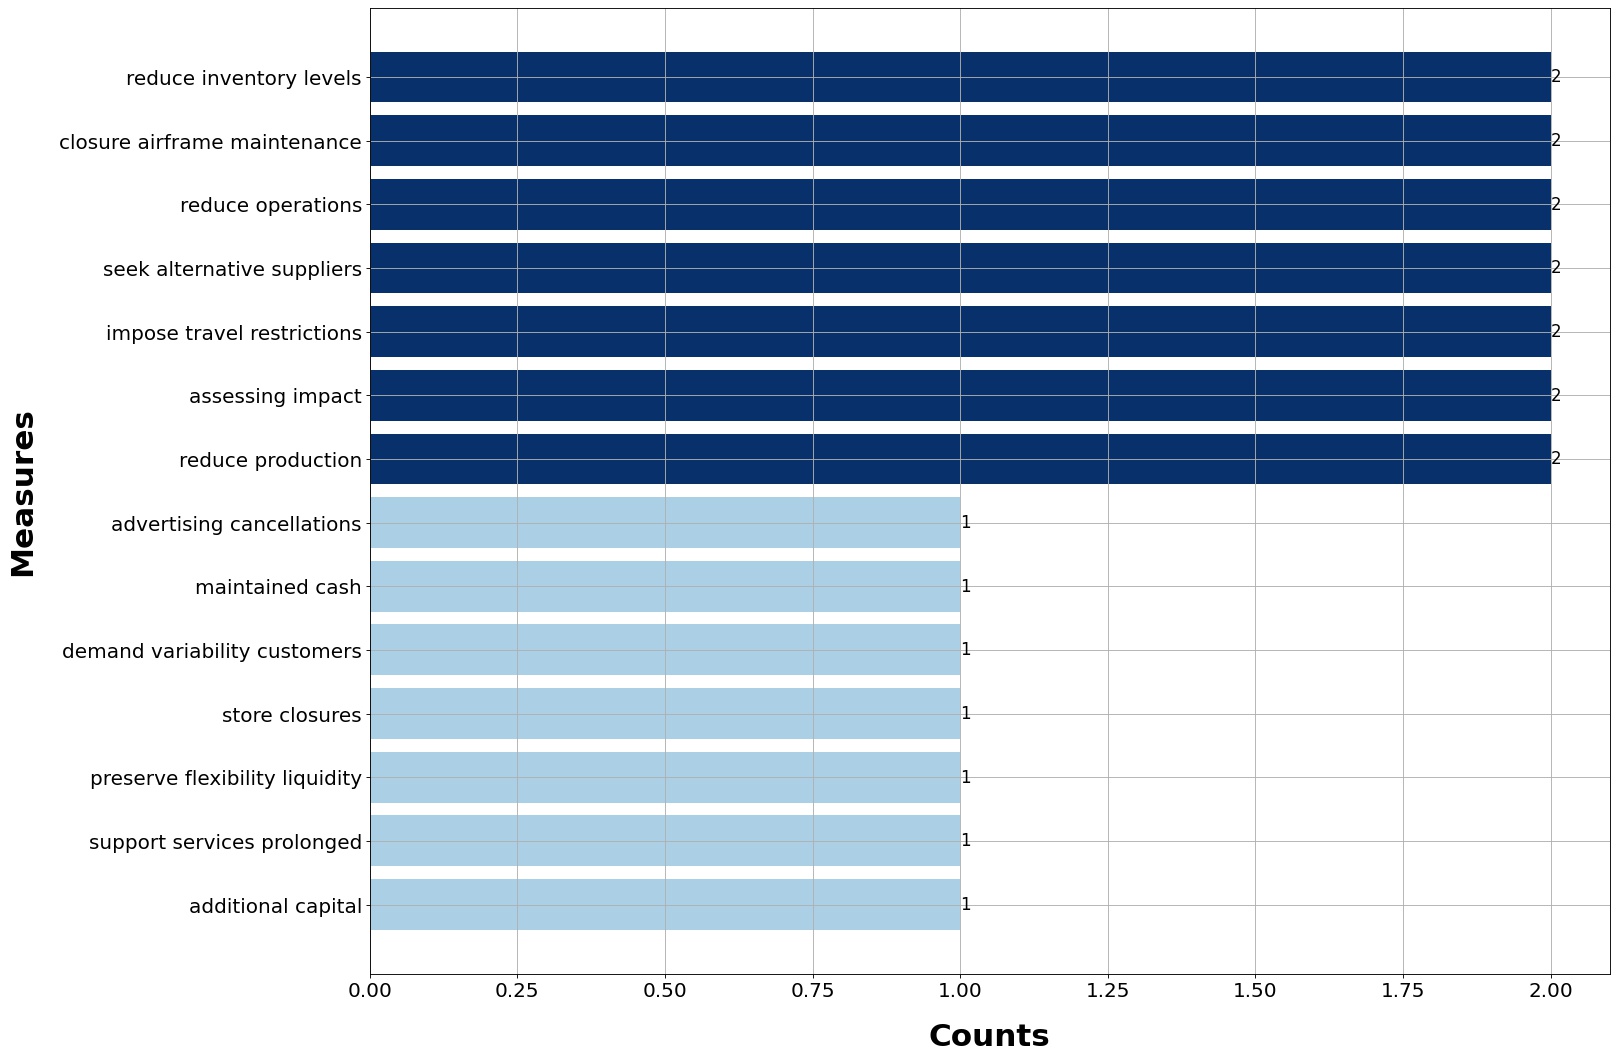 reduce inventory levels 2
closure airframe maintenance 2
reduce operations 2
seek alternative suppliers 2
impose travel restrictions 2
assessing impact 2
reduce production 2
advertising cancellations 1
maintained cash 1
demand variability customers 1
store closures 1
preserve flexibility liquidity 1
support services prolonged 1
additional capital 1
Measures
0.00 0.25 0.50 0.75 1.00 1.25 1.50 1.75 2.00
Counts